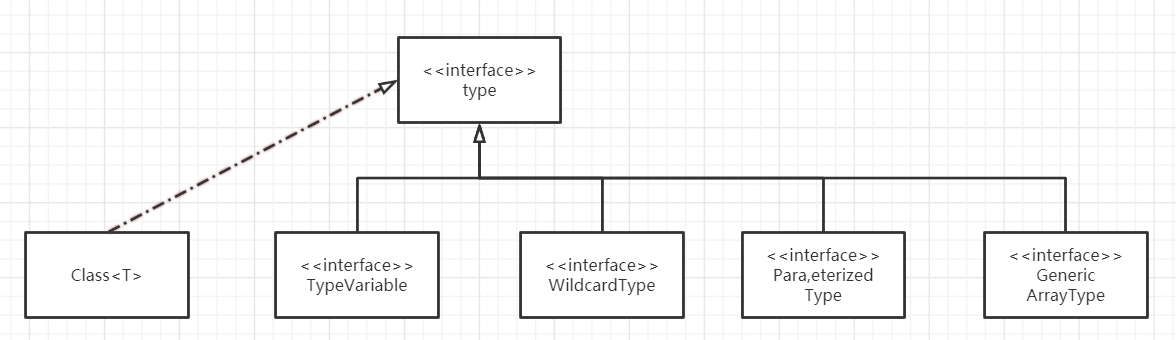 <<interface>>
type
Class<T>
<<interface>>
TypeVariable
<<interface>>
WildcardType
<<interface>>
Para,eterized
Type
<<interface>>
Generic
ArrayType